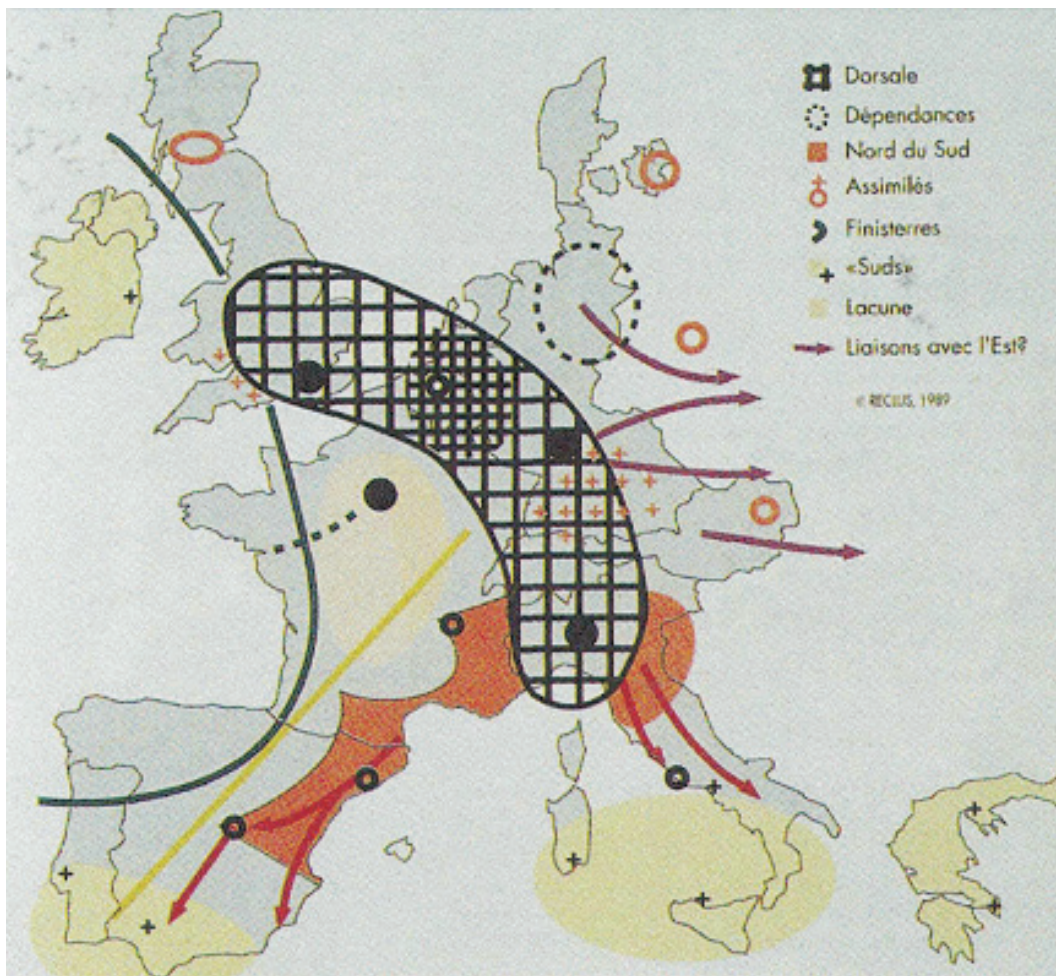 Dorsale
Dépendances
Nord du Sud
Assimilés
Finisterres
«Suds»
Lacune
Liaisons avec l'Est?
© RECLUS, 1989